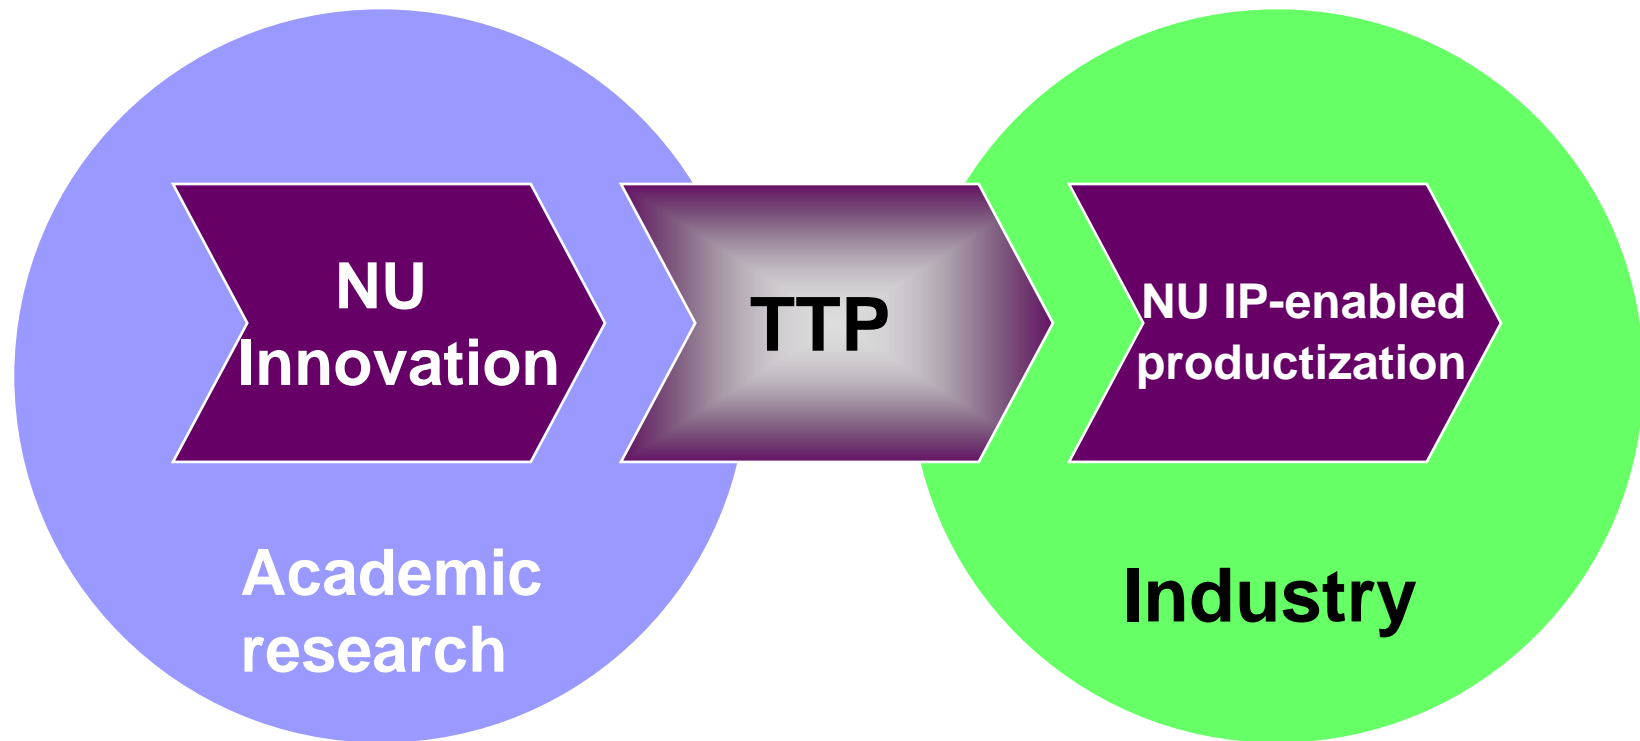 NU
Innovation
TTP
NU IP-enabled
productization
Academic
research
Industry